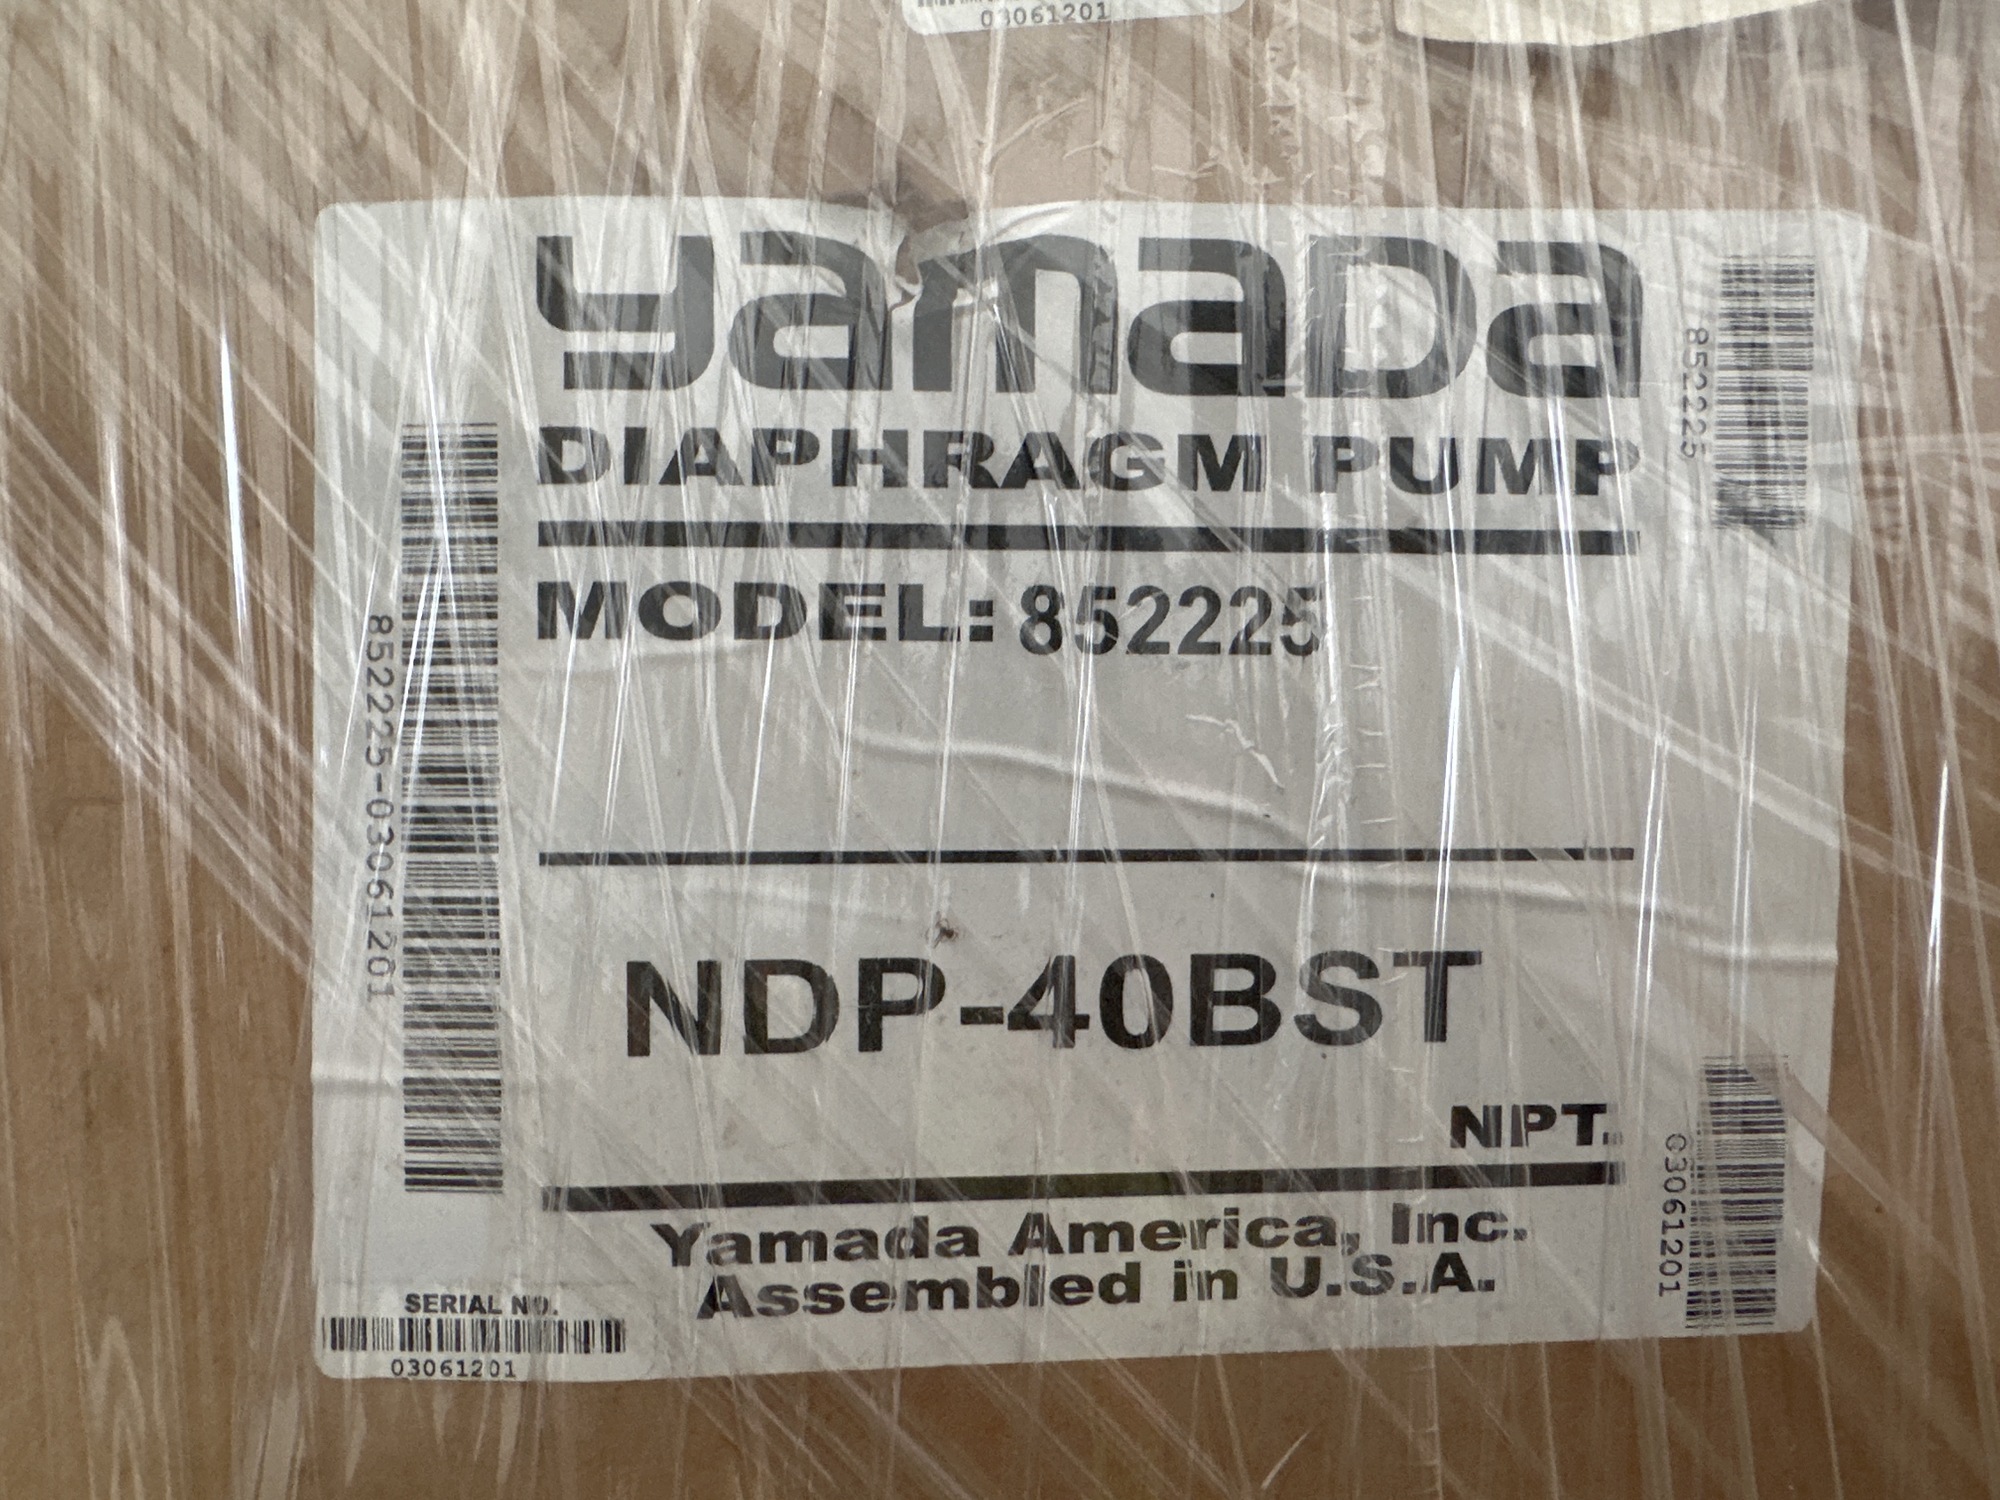 03061201
yamada
DIAPHRAGM PUMP
852225
MODEL: 852225
852225-03061201
NDP-40BST
NPT.
03061201
Yamada America, Inc.
Assembled in U.S.A.
SERIAL NO.
03061201